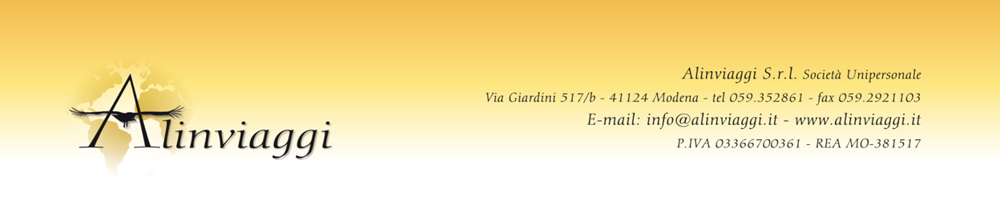 Alinviaggi
Alinviaggi S.r.l. Società Unipersonale
Via Giardini 517/b - 41124 Modena - tel 059.352861 - fax 059.2921103
E-mail: info@alinviaggi.it - www.alinviaggi.it
P.IVA 03366700361 - REA MO-381517